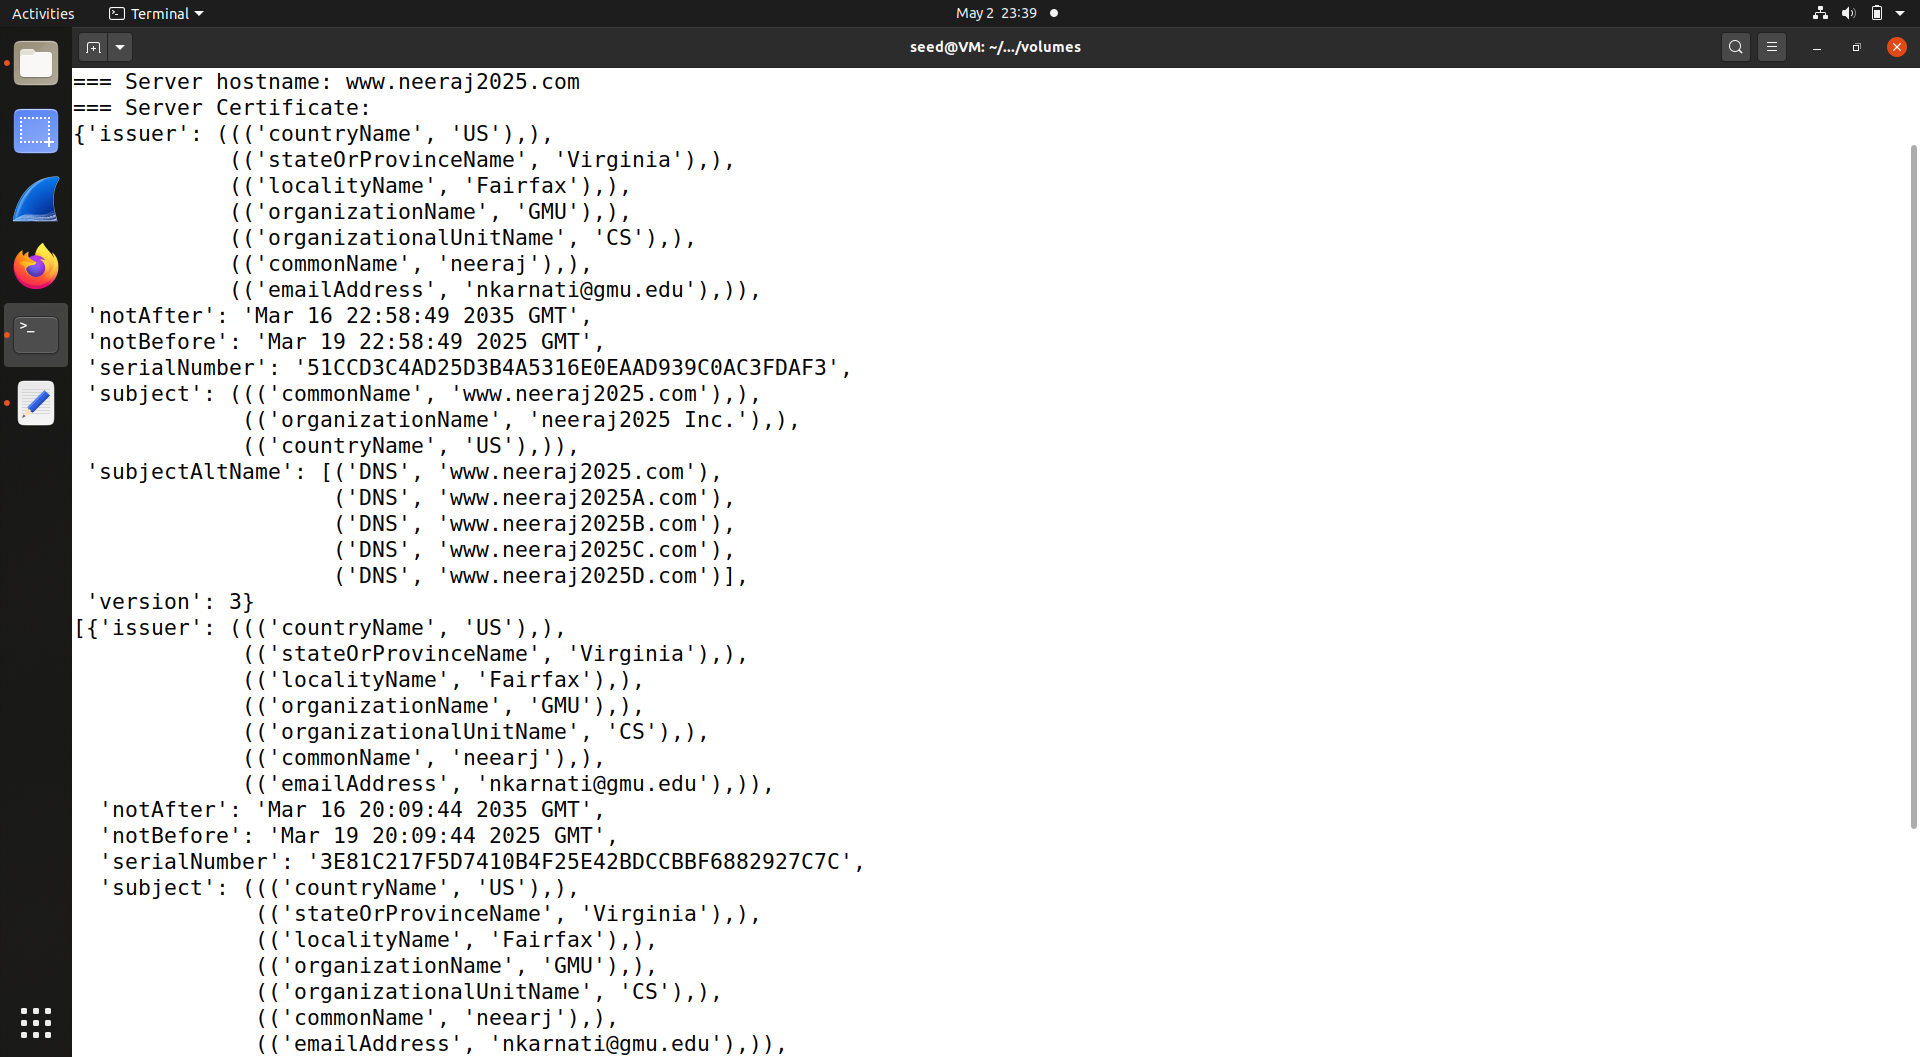 Activities
Terminal
May 2 23:39
seed@VM: ~/.../volumes
=== Server hostname: www.neeraj2025.com
=== Server Certificate:
{'issuer': ((('countryName', 'US'),),
(('stateOrProvinceName', 'Virginia'),),
(('localityName', 'Fairfax'),),
(('organizationName', 'GMU'),),
(('organizationalUnitName', 'CS'),),
(('commonName', 'neeraj'),),
(('emailAddress', 'nkarnati@gmu.edu'),)),
'notAfter': 'Mar 16 22:58:49 2035 GMT',
'notBefore': 'Mar 19 22:58:49 2025 GMT',
'serialNumber': '51CCD3C4AD25D3B4A5316E0EAAD939C0AC3FDAF3',
'subject': ((('commonName', 'www.neeraj2025.com'),),
(('organizationName', 'neeraj2025 Inc.'),),
(('countryName', 'US'),)),
'subjectAltName': [('DNS', 'www.neeraj2025.com'),
('DNS', 'www.neeraj2025A.com'),
('DNS', 'www.neeraj2025B.com'),
('DNS', 'www.neeraj2025C.com'),
('DNS', 'www.neeraj2025D.com')],
'version': 3}
[{'issuer': ((('countryName', 'US'),),
(('stateOrProvinceName', 'Virginia'),),
(('localityName', 'Fairfax'),),
(('organizationName', 'GMU'),),
(('organizationalUnitName', 'CS'),),
(('commonName', 'neearj'),),
(('emailAddress', 'nkarnati@gmu.edu'),)),
'notAfter': 'Mar 16 20:09:44 2035 GMT',
'notBefore': 'Mar 19 20:09:44 2025 GMT',
'serialNumber': '3E81C217F5D7410B4F25E42BDCCBBF6882927C7C',
'subject': ((('countryName', 'US'),),
(('stateOrProvinceName', 'Virginia'),),
(('localityName', 'Fairfax'),),
(('organizationName', 'GMU'),),
(('organizationalUnitName', 'CS'),),
(('commonName', 'neearj'),),
(('emailAddress', 'nkarnati@gmu.edu'),)),